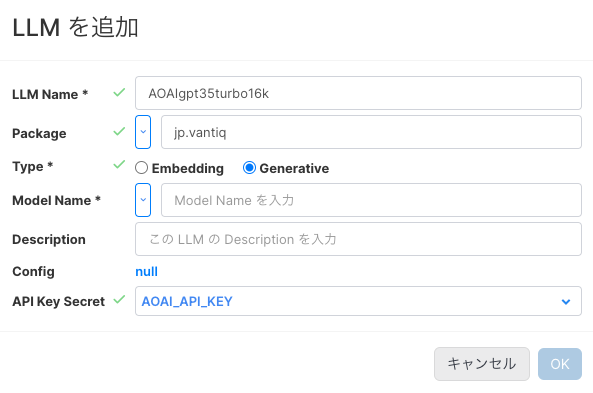 LLM を追加
LLM Name *
AOAIgpt35turbo16k
Package
jp.vantiq
Type *
Embedding Generative
Model Name *
Model Name を入力
Description
この LLM の Description を入力
Config
null
API Key Secret
AOAI_API_KEY
キャンセル OK